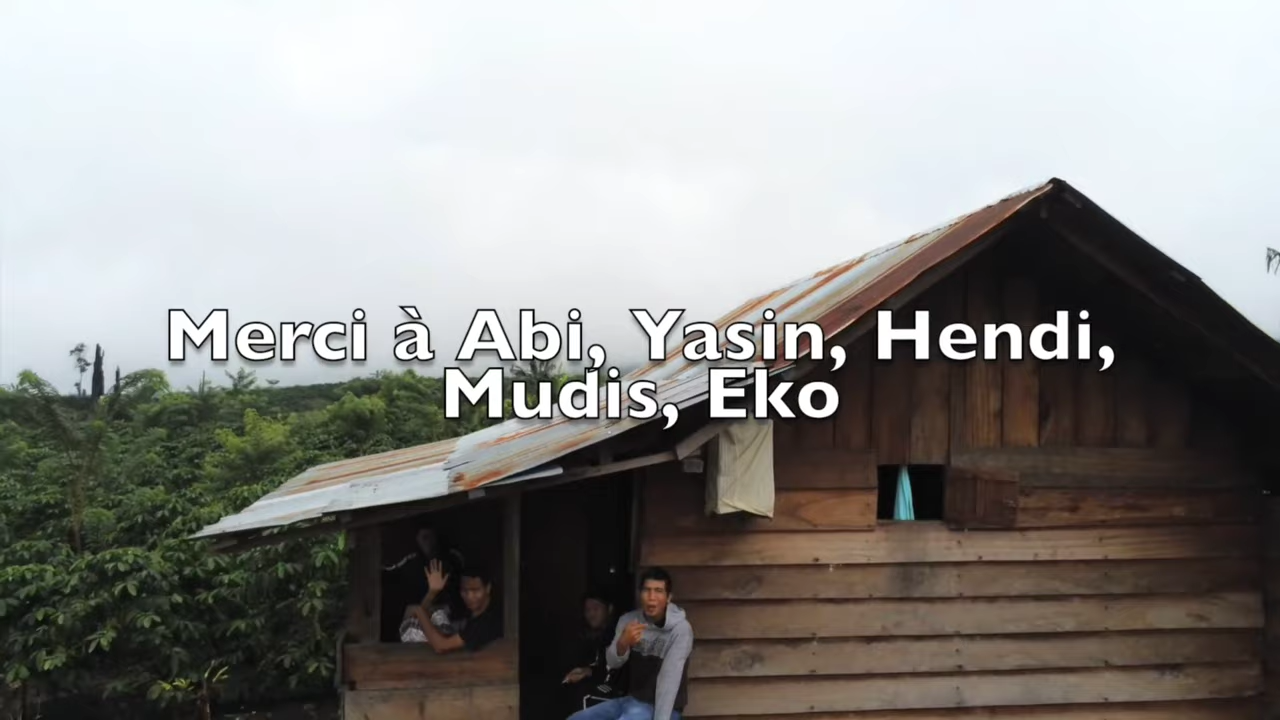 Merci à Abi, Yasin, Hendi,
Mudis, Eko